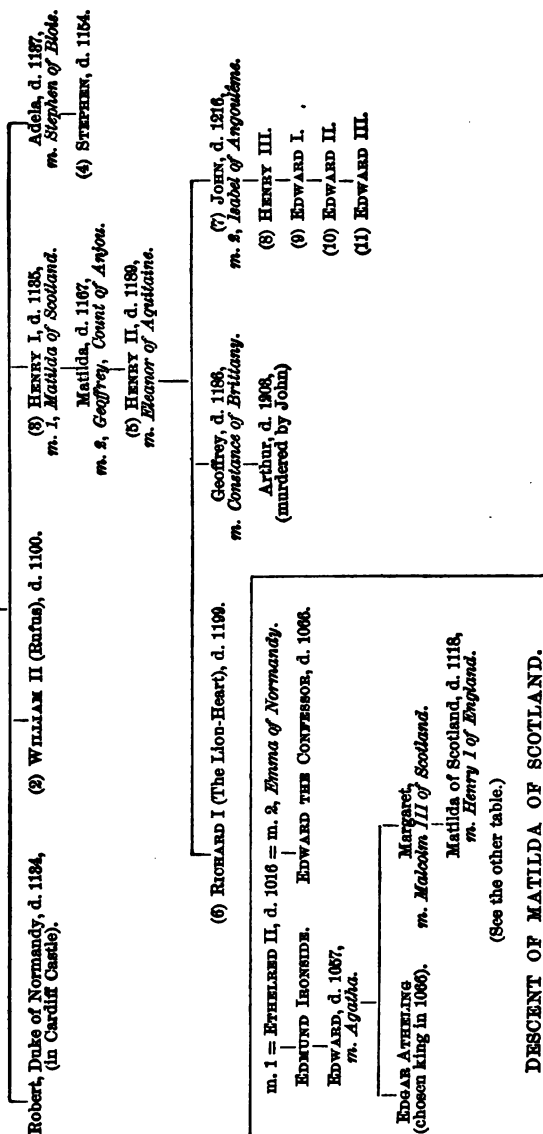 Robert, Duke of Normandy, d. 1134,
(in Cardiff Castle).
(2) WILLIAM II (Rufus), d. 1100.
(3) HENRY I, d. 1135,
m. 1, Matilda of Scotland.
Matilda, d. 1167,
m. 2, Geoffrey, Count of Anjou.
(5) HENRY II, d. 1189,
m. Eleanor of Aquitaine.
Adela, d. 1137,
m. Stephen of Blois.
(4) STEPHEN, d. 1154.
(6) RICHARD I (The Lion-Heart), d. 1199.
Geoffrey, d. 1186,
m. Constance of Brittany.
Arthur, d. 1203,
(murdered by John)
(7) JOHN, d. 1216,
m. 2, Isabel of Angoulême.
(8) HENRY III.
(9) EDWARD I.
(10) EDWARD II.
(11) EDWARD III.
m. 1 = ETHELRED II, d. 1016 = m. 2, Emma of Normandy.
EDMUND IRONSIDE.
EDWARD THE CONFESSOR, d. 1066.
EDWARD, d. 1057,
m. Agatha.
EDGAR ATHELING
(chosen king in 1066).
Margaret,
m. Malcolm III of Scotland.
Matilda of Scotland, d. 1118,
m. Henry I of England.
(See the other table.)
DESCENT OF MATILDA OF SCOTLAND.